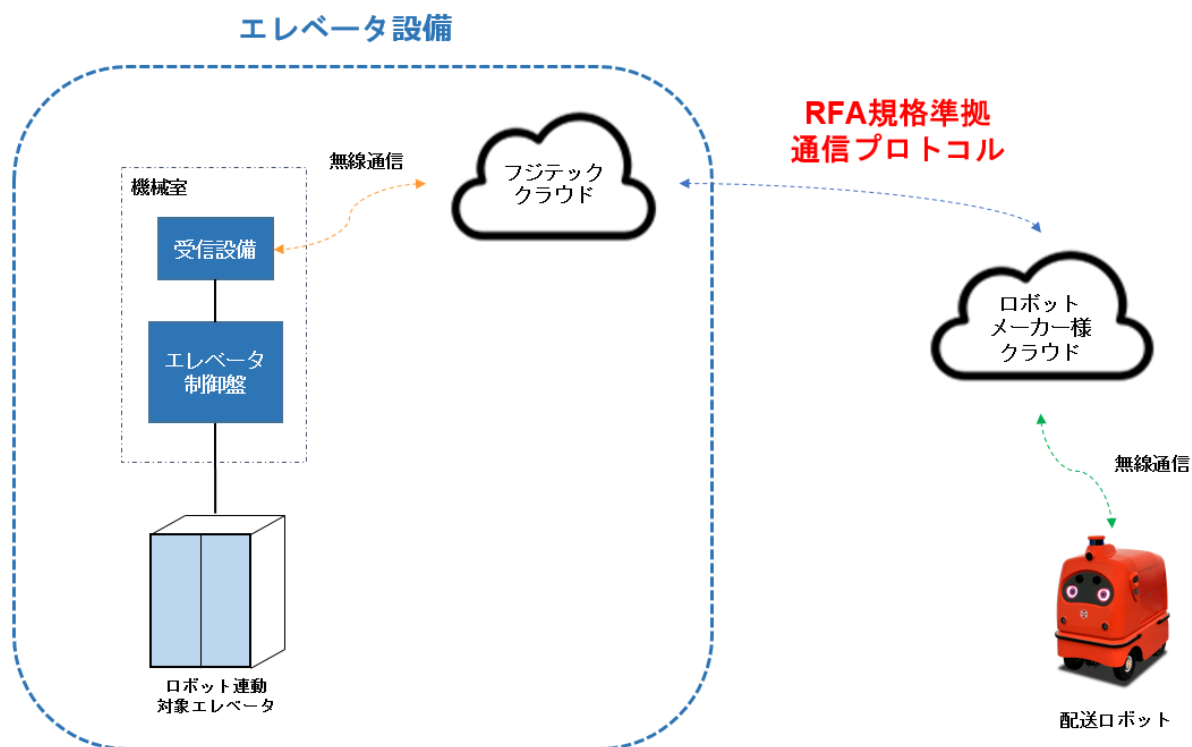 エレベータ設備
RFA規格準拠
通信プロトコル
無線通信
フジテック
クラウド
機械室
受信設備
エレベータ
制御盤
ロボット
メーカー様
クラウド
無線通信
ロボット連動
対象エレベータ
配送ロボット